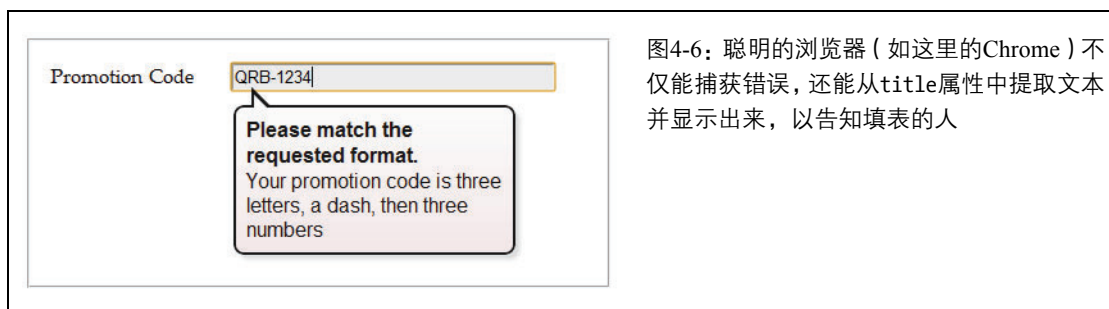 Promotion Code
QRB-1234
Please match the
requested format.
Your promotion code is three
letters, a dash, then three
numbers
图4-6：聪明的浏览器（如这里的Chrome）不
仅能捕获错误，还能从title属性中提取文本
并显示出来，以告知填表的人